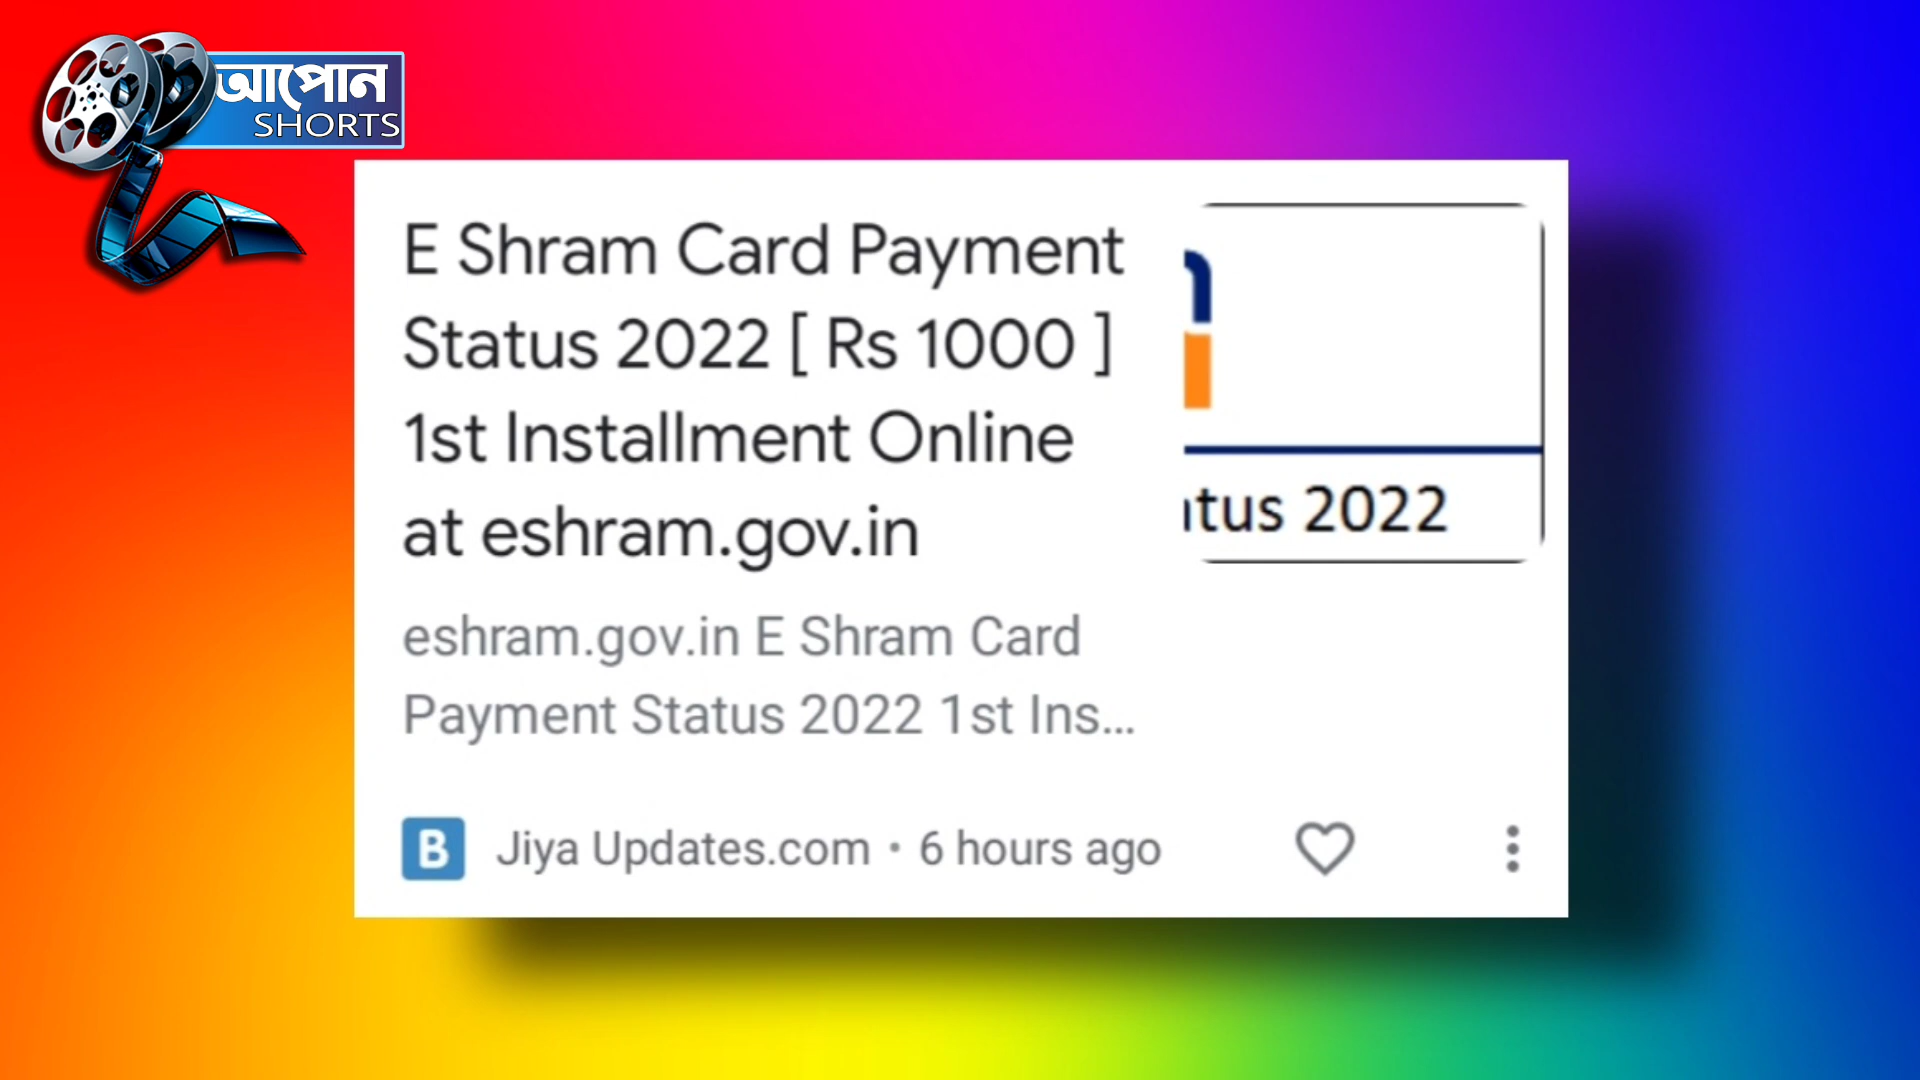 আপোন
SHORTS
E Shram Card Payment
Status 2022 [ Rs 1000 ]
1st Installment Online
at eshram.gov.in
eshram.gov.in E Shram Card
Payment Status 2022 1st Ins...
tus 2022
B Jiya Updates.com • 6 hours ago